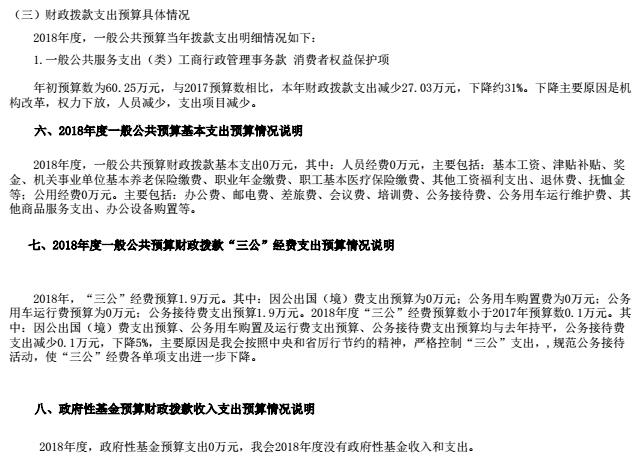 （三）财政拨款支出预算具体情况
2018年度，一般公共预算当年拨款支出明细情况如下：
1.一般公共服务支出（类）工商行政管理事务款 消费者权益保护项
年初预算数为60.25万元，与2017预算数相比，本年财政拨款支出减少27.03万元，下降约31%。下降主要原因是机
构改革，权力下放，人员减少，支出项目减少。
六、2018年度一般公共预算基本支出预算情况说明
2018年度，一般公共预算财政拨款基本支出0万元，其中：人员经费0万元，主要包括：基本工资、津贴补贴、奖
金、机关事业单位基本养老保险缴费、职业年金缴费、职工基本医疗保险缴费、其他工资福利支出、退休费、抚恤金
等；公用经费0万元。主要包括：办公费、邮电费、差旅费、会议费、培训费、公务接待费、公务用车运行维护费、其
他商品服务支出、办公设备购置等。
七、2018年度一般公共预算财政拨款“三公”经费支出预算情况说明
2018年，“三公”经费预算1.9万元。其中：因公出国（境）费支出预算为0万元；公务用车购置费为0万元；公务
用车运行费预算为0万元；公务接待费支出预算1.9万元。2018年度“三公”经费预算数小于2017年预算数0.1万元。其
中：因公出国（境）费支出预算、公务用车购置及运行费支出预算、公务接待费支出预算均与去年持平，公务接待费
支出减少0.1万元，下降5%，主要原因是我会按照中央和省厉行节约的精神，严格控制“三公”支出，,规范公务接待
活动，使“三公”经费各单项支出进一步下降。
八、政府性基金预算财政拨款收入支出预算情况说明
2018年度，政府性基金预算支出0万元，我会2018年度没有政府性基金收入和支出。